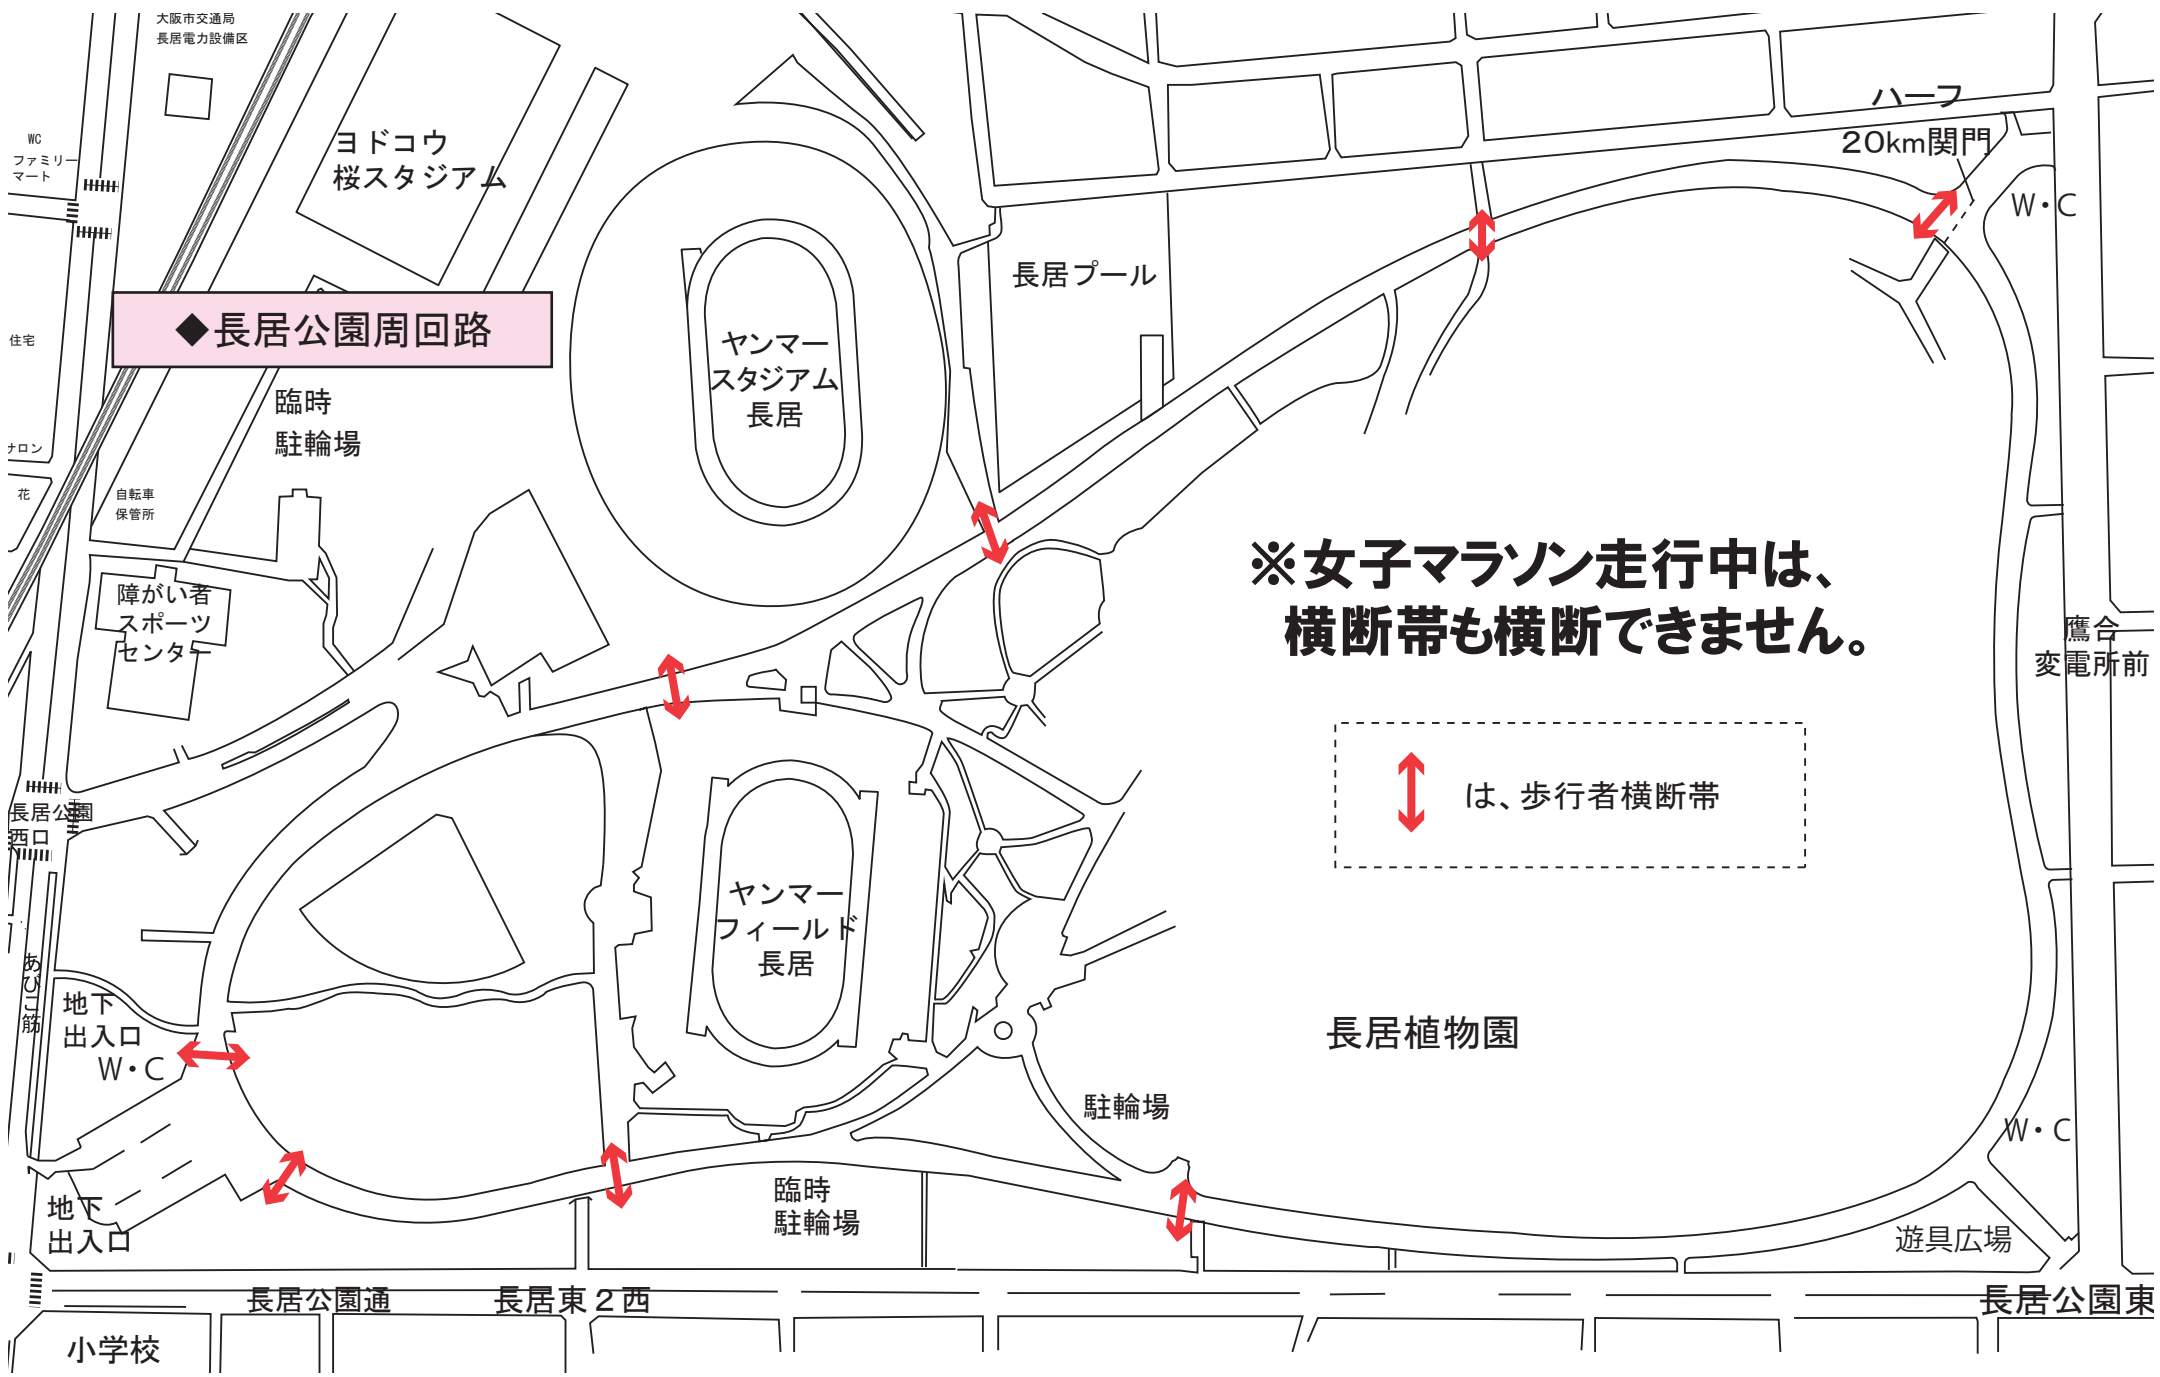 大阪市交通局
長居電力設備区
WC
ファミリー
マート
ヨドコウ
桜スタジアム
ハーフ
20km関門
W・C
長居プール
◆長居公園周回路
住宅
ヤンマー
スタジアム
長居
臨時
駐輪場
サロン
花
自転車
保管所
障がい者
スポーツ
センター
※女子マラソン走行中は、
横断帯も横断できません。
鷹合
変電所前
は、歩行者横断帯
長居公園
西口
ヤンマー
フィールド
長居
あびこ筋
地下
出入口
W・C
長居植物園
駐輪場
W・C
臨時
駐輪場
地下
出入口
遊具広場
長居公園通
長居東2西
長居公園東
小学校